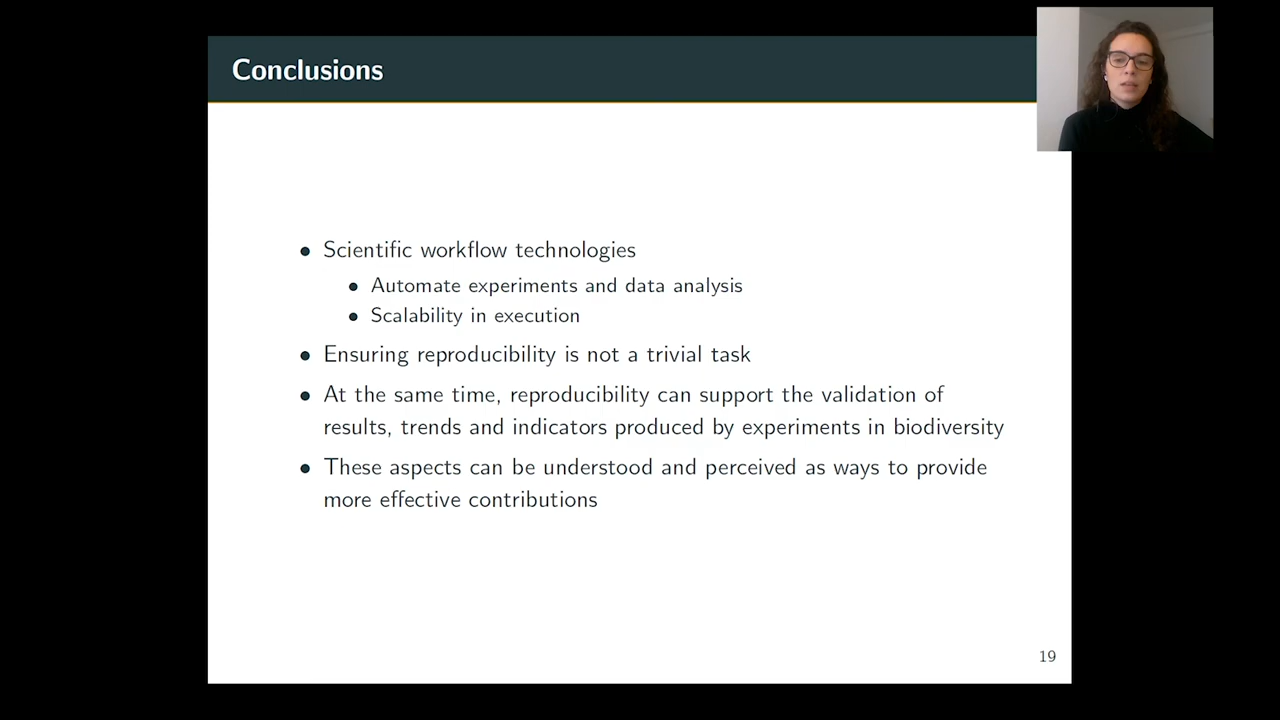 Conclusions
• Scientific workflow technologies
• Automate experiments and data analysis
• Scalability in execution
• Ensuring reproducibility is not a trivial task
• At the same time, reproducibility can support the validation of
results, trends and indicators produced by experiments in biodiversity
• These aspects can be understood and perceived as ways to provide
more effective contributions
19